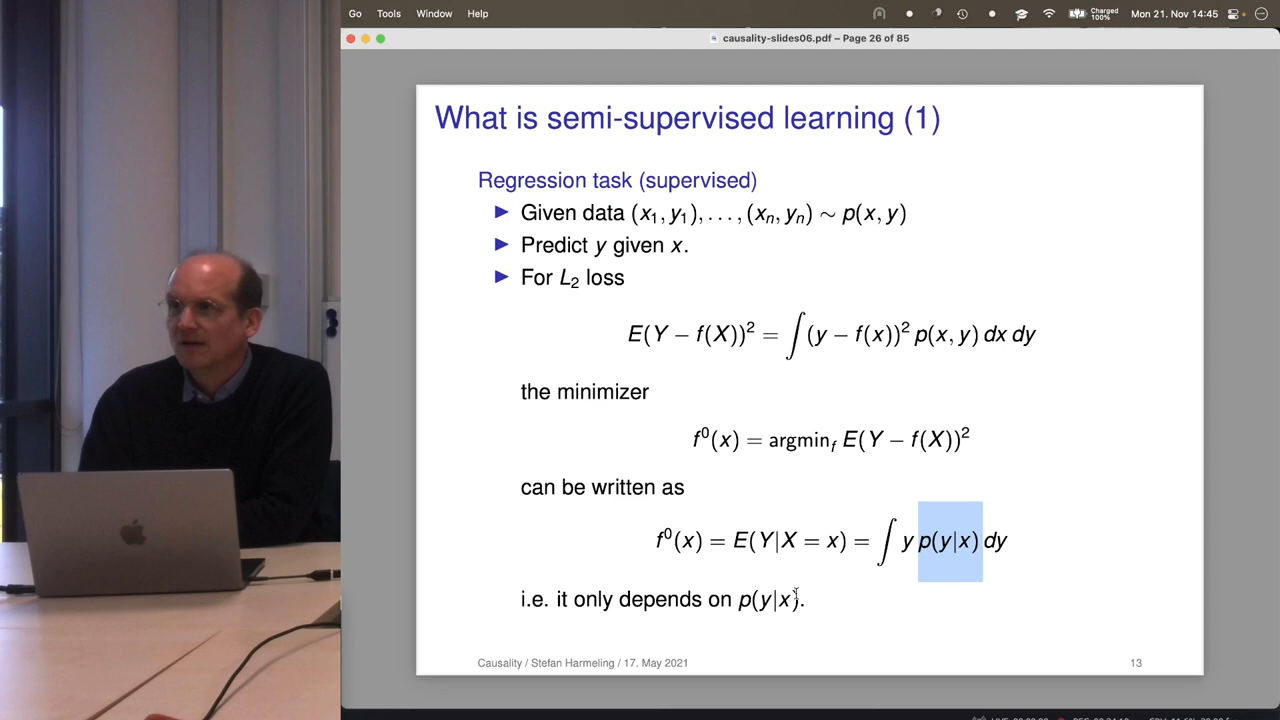 Go Tools Window Help Charged 100% Mon 21. Nov 14:45
causality-slides06.pdf – Page 26 of 85
What is semi-supervised learning (1)
Regression task (supervised)
▶ Given data (x₁, y₁), . . . , (xₙ, yₙ) ∼ p(x, y)
▶ Predict y given x.
▶ For L₂ loss
E(Y − f(X))² = ∫(y − f(x))² p(x, y) dx dy
the minimizer
f⁰(x) = argmin_f E(Y − f(X))²
can be written as
f⁰(x) = E(Y|X = x) = ∫ y p(y|x) dy
i.e. it only depends on p(y|x).
Causality / Stefan Harmeling / 17. May 2021 13